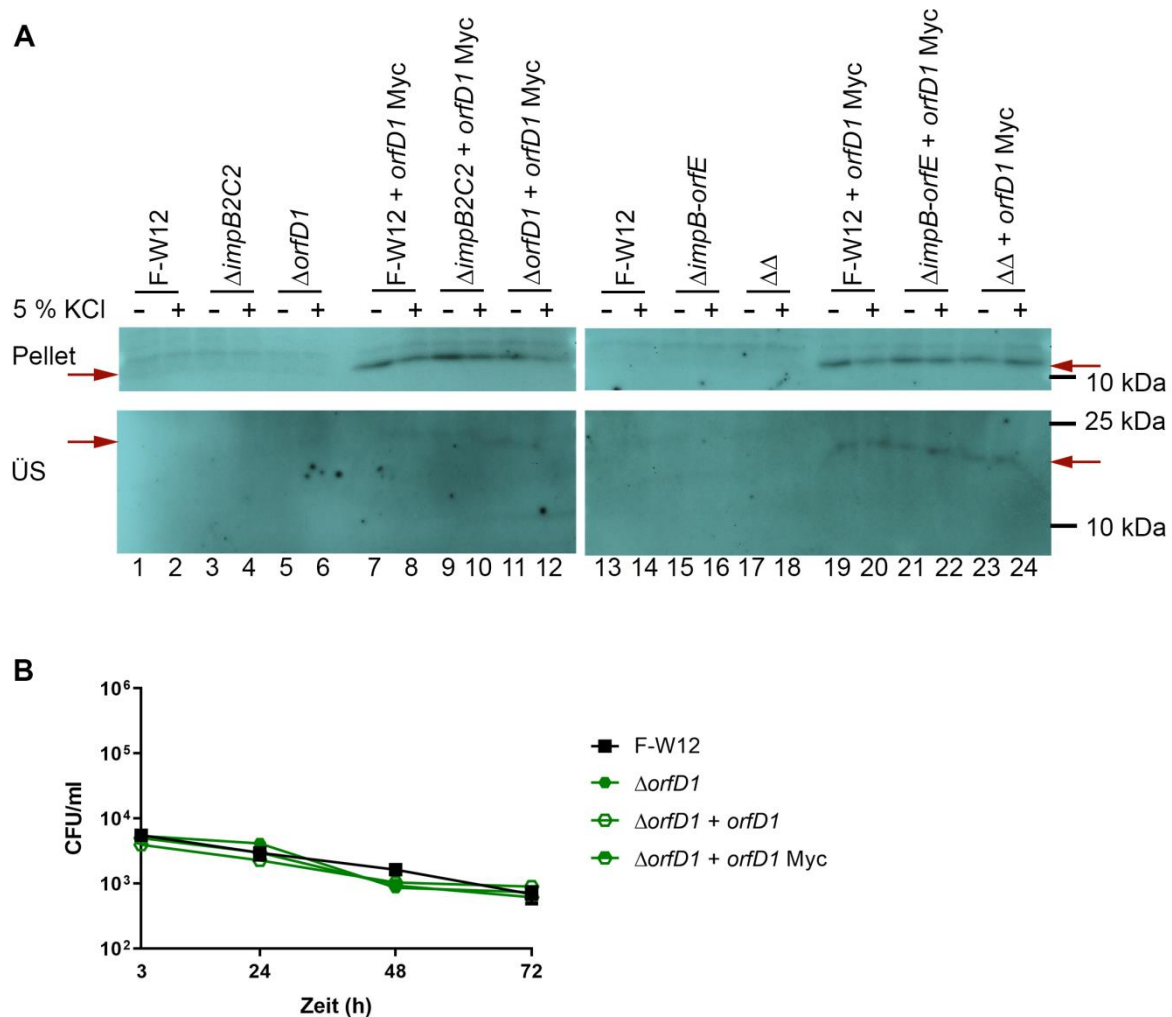 A
F-W12
ΔimpB2C2
ΔorfD1
F-W12 + orfD1 Myc
ΔimpB2C2 + orfD1 Myc
ΔorfD1 + orfD1 Myc
F-W12
ΔimpB-orfE
ΔΔ
F-W12 + orfD1 Myc
ΔimpB-orfE + orfD1 Myc
ΔΔ + orfD1 Myc
5 % KCl - + - + - + - + - + - + - + - + - + - + - + - +
Pellet
10 kDa
25 kDa
ÜS
10 kDa
1 2 3 4 5 6 7 8 9 10 11 12 13 14 15 16 17 18 19 20 21 22 23 24
B
10⁶
10⁵
10⁴
10³
10²
CFU/ml
3 24 48 72
Zeit (h)
F-W12
ΔorfD1
ΔorfD1 + orfD1
ΔorfD1 + orfD1 Myc